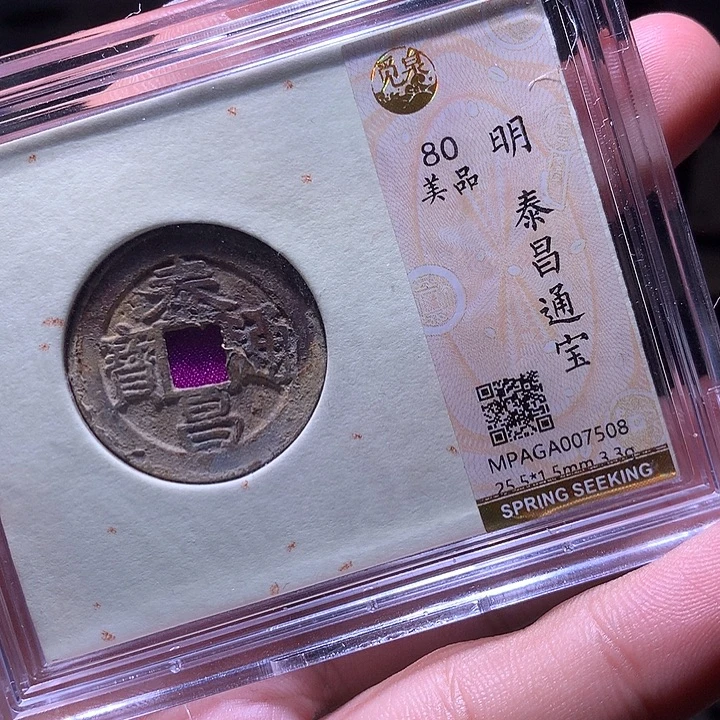 泰昌通寶
覓泉
80
美品
明
泰昌通宝
MPAGA007508
25.5*1.5mm 3.3g
SPRING SEEKING